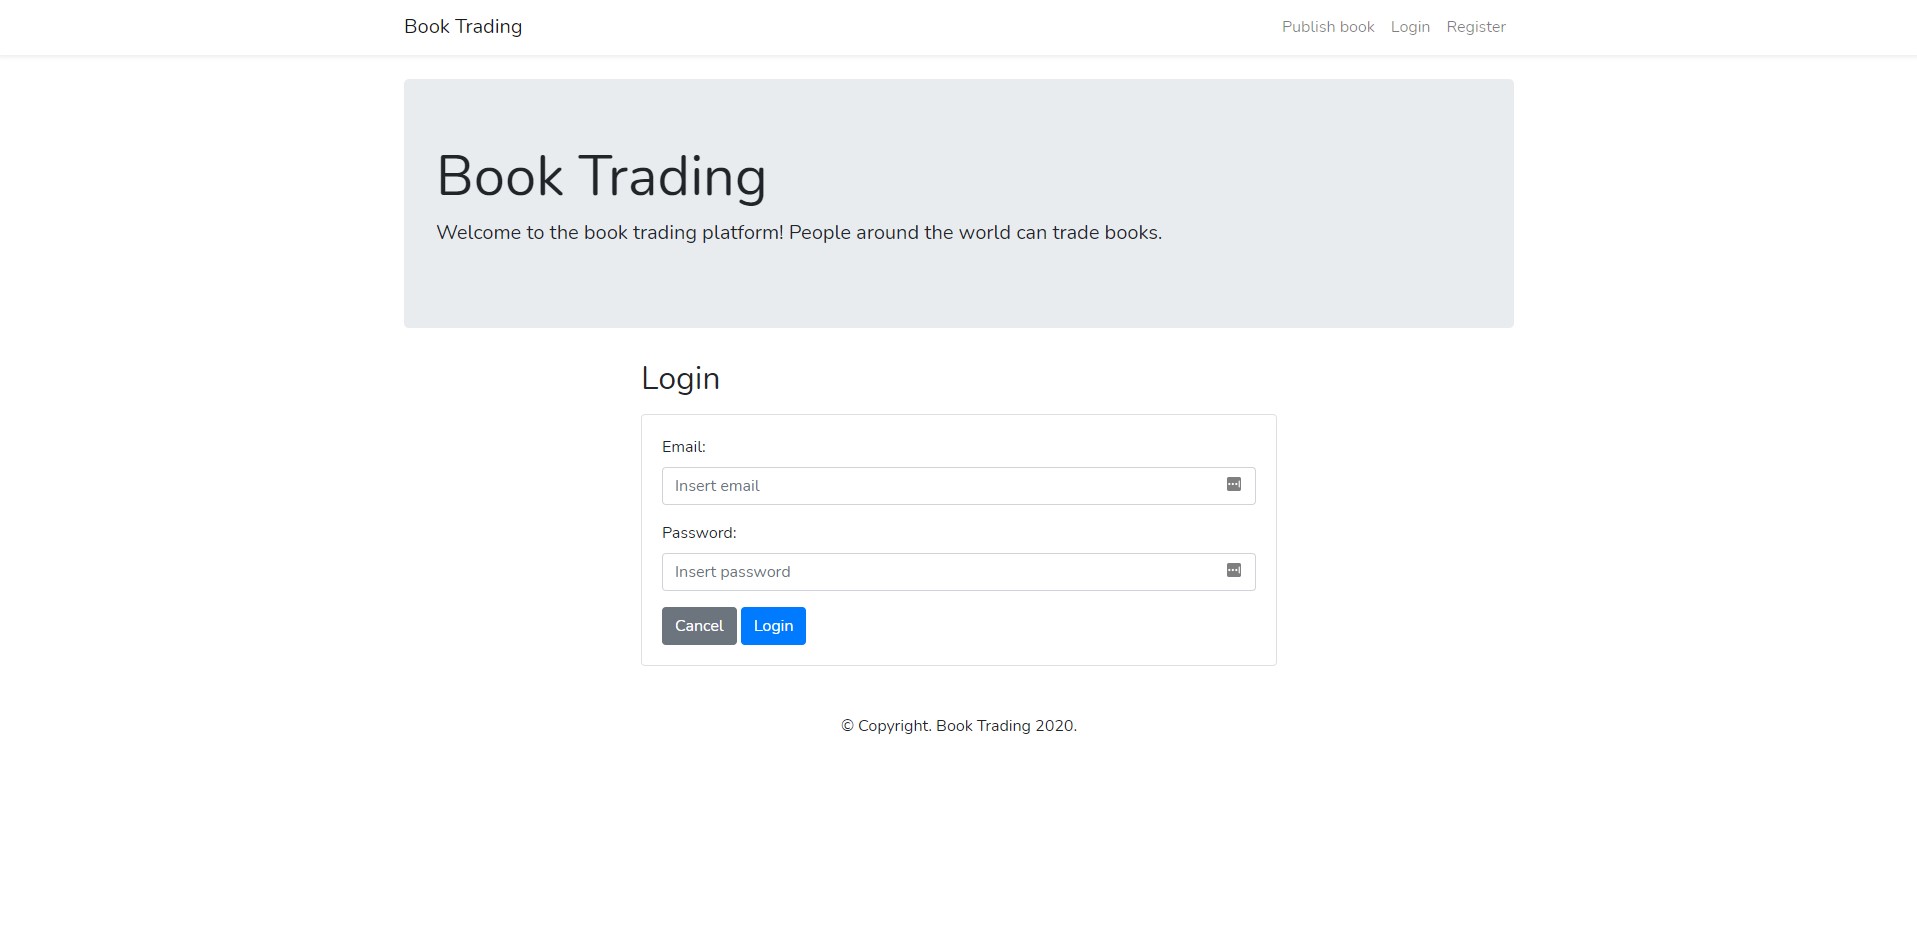 Book Trading
Publish book Login Register
Book Trading
Welcome to the book trading platform! People around the world can trade books.
Login
Email:
Insert email
Password:
Insert password
Cancel Login
© Copyright. Book Trading 2020.